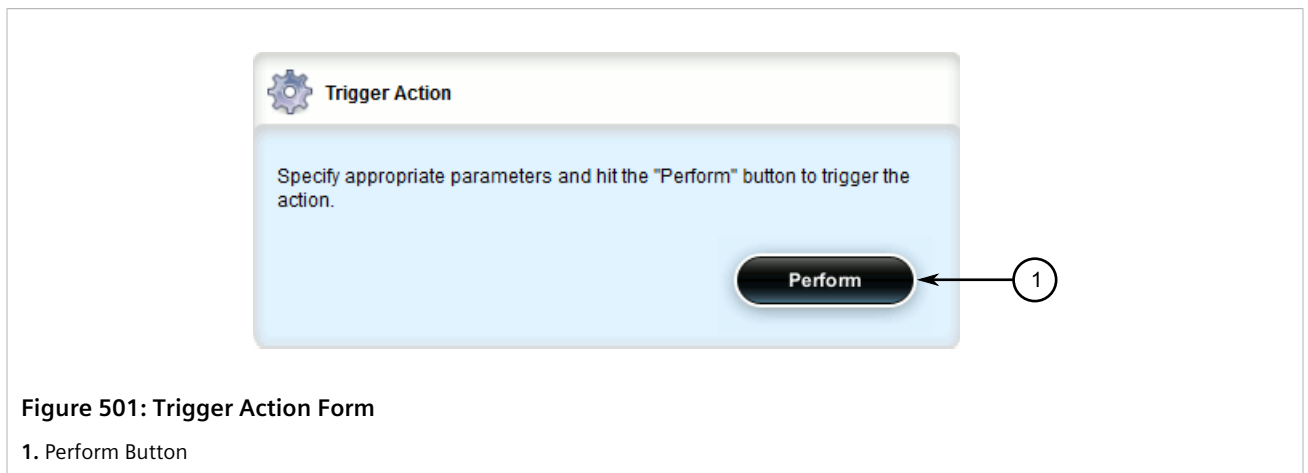 Trigger Action
Specify appropriate parameters and hit the "Perform" button to trigger the
action.
Perform
1
Figure 501: Trigger Action Form
1. Perform Button